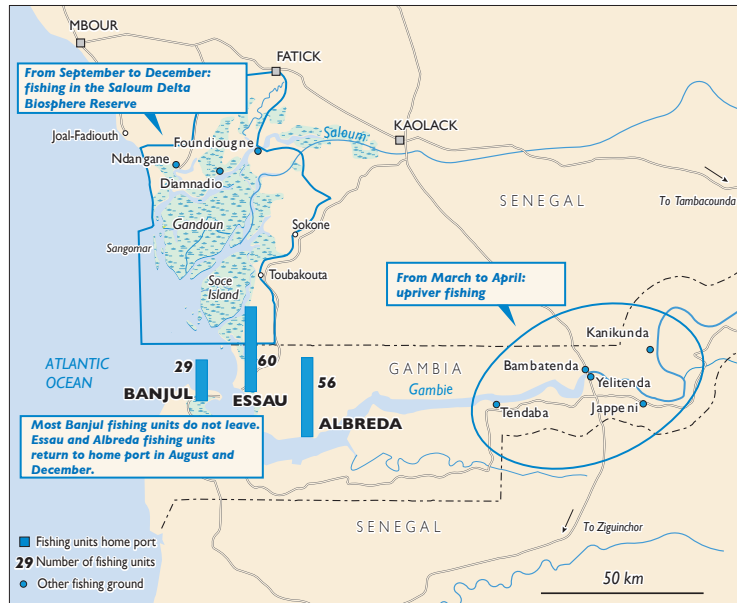 MBOUR
FATICK
From September to December:
fishing in the Saloum Delta
Biosphere Reserve
Joal-Fadiouth
Foundiougne
Saloum
KAOLACK
Ndangane
Diamnadio
SENEGAL
To Tambacounda
Gandoun
Sokone
Sangomar
Toubakouta
Soce
Island
From March to April:
upriver fishing
Kanikunda
ATLANTIC
OCEAN
29
60
56
GAMBIA
Gambie
Bambatenda
Yelitenda
BANJUL
ESSAU
ALBREDA
Tendaba
Jappeni
Most Banjul fishing units do not leave.
Essau and Albreda fishing units
return to home port in August and
December.
SENEGAL
To Ziguinchor
Fishing units home port
29 Number of fishing units
Other fishing ground
50 km